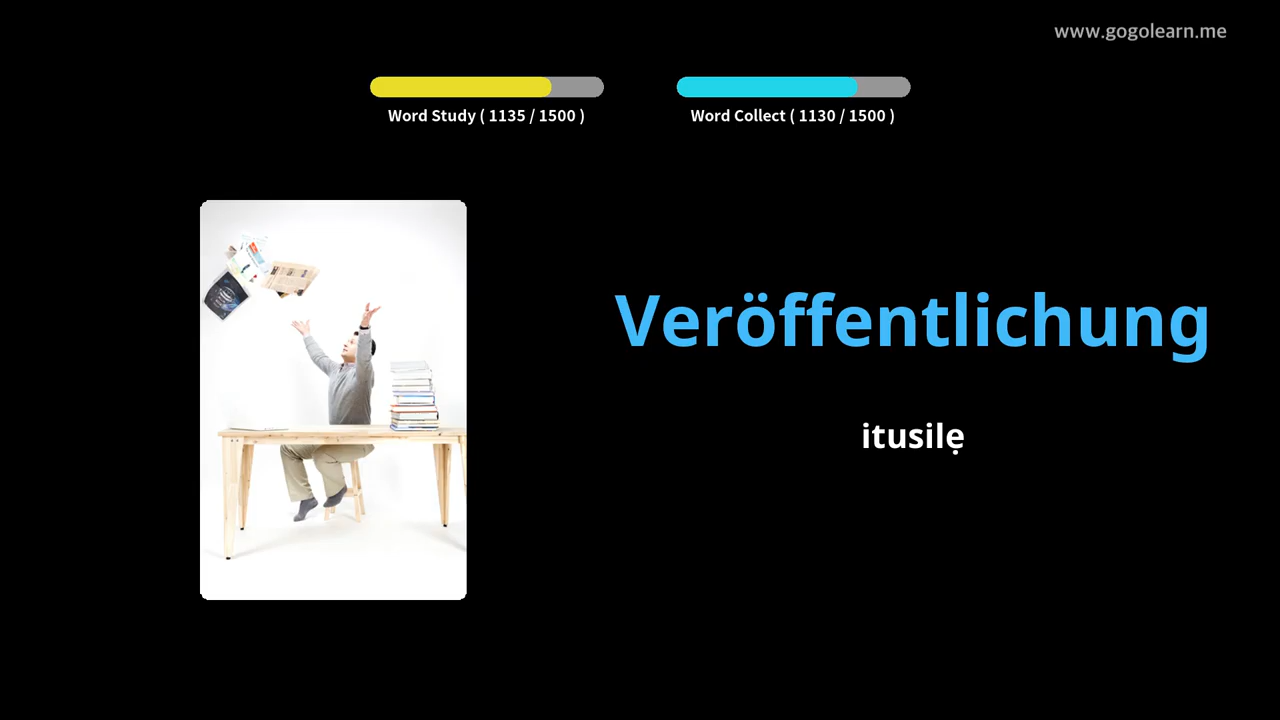 www.gogolearn.me
Word Study ( 1135 / 1500 )
Word Collect ( 1130 / 1500 )
Veröffentlichung
itusilẹ